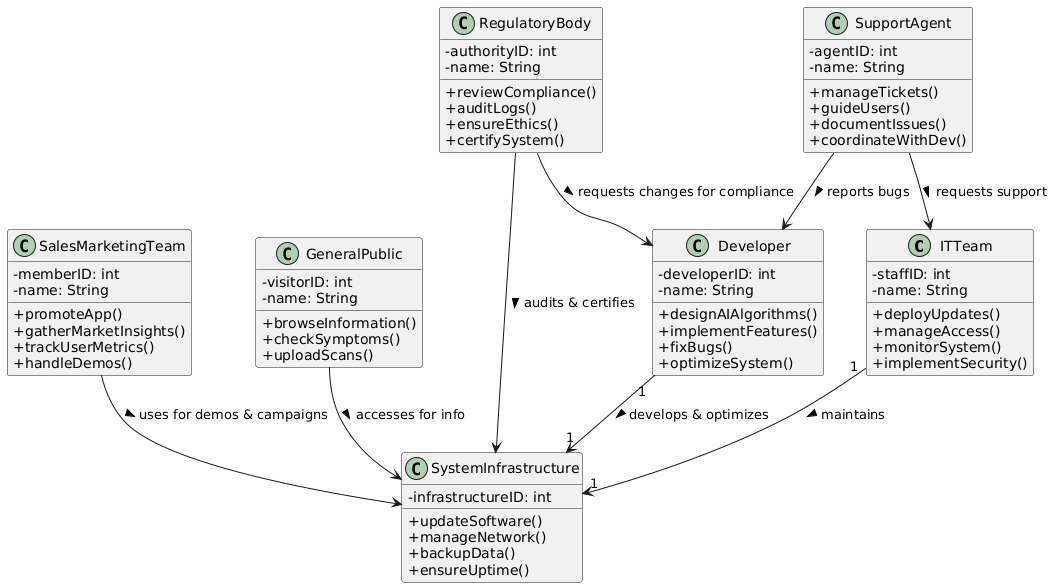 C RegulatoryBody
-authorityID: int
-name: String
+reviewCompliance()
+auditLogs()
+ensureEthics()
+certifySystem()
C SupportAgent
-agentID: int
-name: String
+manageTickets()
+guideUsers()
+documentIssues()
+coordinateWithDev()
requests changes for compliance
reports bugs
requests support
C SalesMarketingTeam
-memberID: int
-name: String
+promoteApp()
+gatherMarketInsights()
+trackUserMetrics()
+handleDemos()
C GeneralPublic
-visitorID: int
-name: String
+browseInformation()
+checkSymptoms()
+uploadScans()
audits & certifies
C Developer
-developerID: int
-name: String
+designAIAlgorithms()
+implementFeatures()
+fixBugs()
+optimizeSystem()
C ITTeam
-staffID: int
-name: String
+deployUpdates()
+manageAccess()
+monitorSystem()
+implementSecurity()
uses for demos & campaigns
accesses for info
1
develops & optimizes
1
1
maintains
1
C SystemInfrastructure
-infrastructureID: int
+updateSoftware()
+manageNetwork()
+backupData()
+ensureUptime()